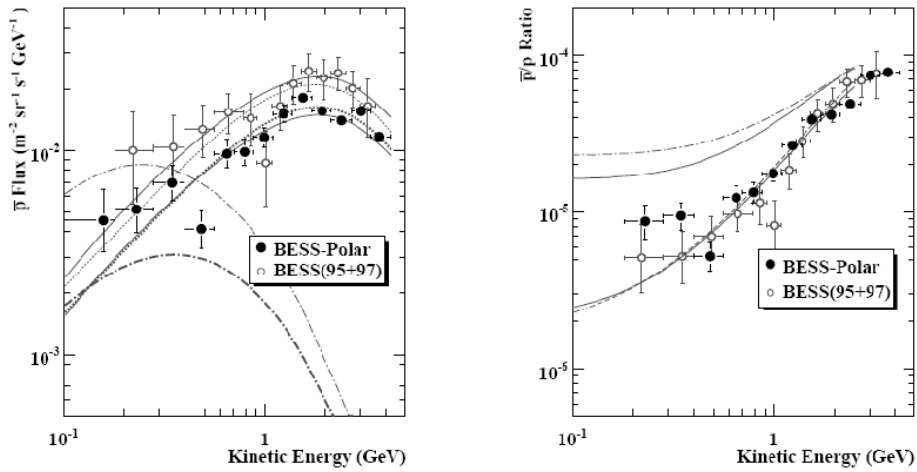 p̄ Flux (m⁻² sr⁻¹ s⁻¹ GeV⁻¹)
10⁻²
10⁻³
BESS-Polar
BESS(95+97)
10⁻¹
1
Kinetic Energy (GeV)
p̄/p Ratio
10⁻⁴
10⁻⁵
10⁻⁶
BESS-Polar
BESS(95+97)
10⁻¹
1
Kinetic Energy (GeV)